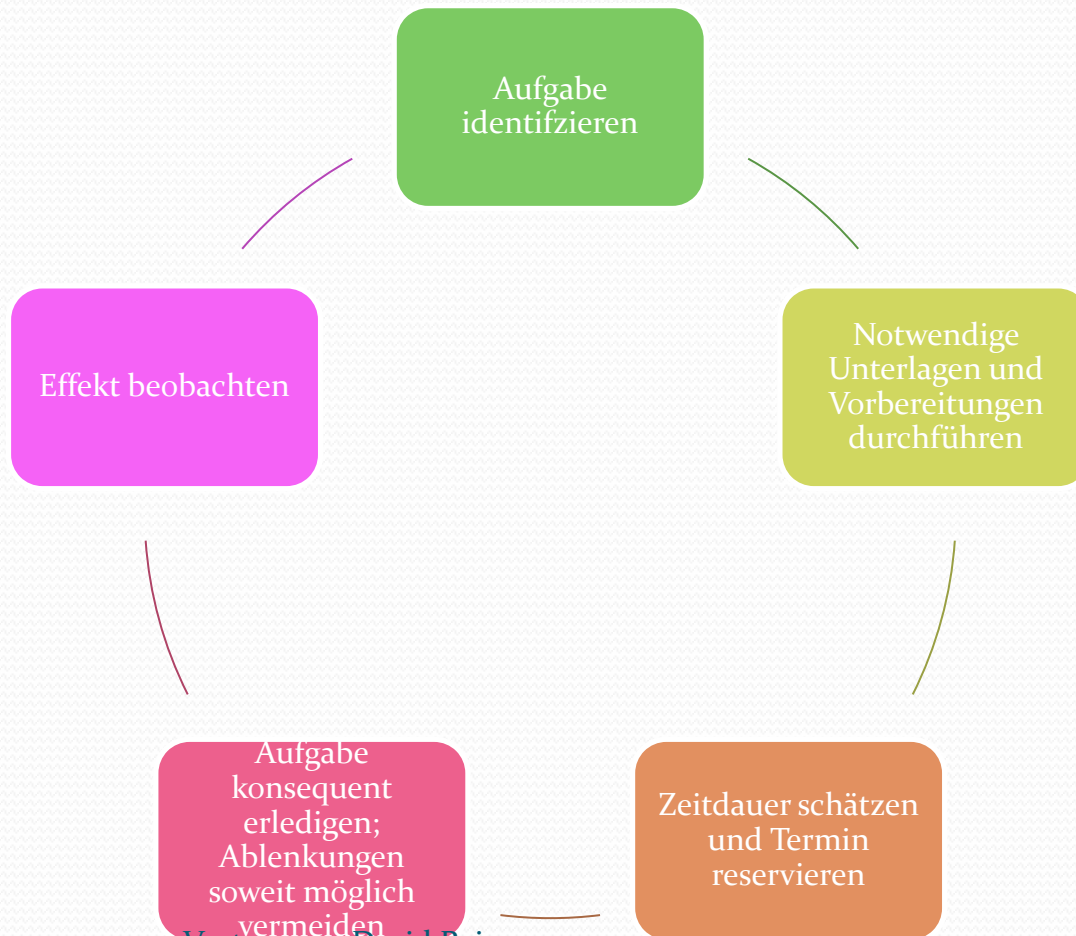 Aufgabe
identifzieren
Notwendige
Unterlagen und
Vorbereitungen
durchführen
Zeitdauer schätzen
und Termin
reservieren
Aufgabe
konsequent
erledigen;
Ablenkungen
soweit möglich
vermeiden
Effekt beobachten
David